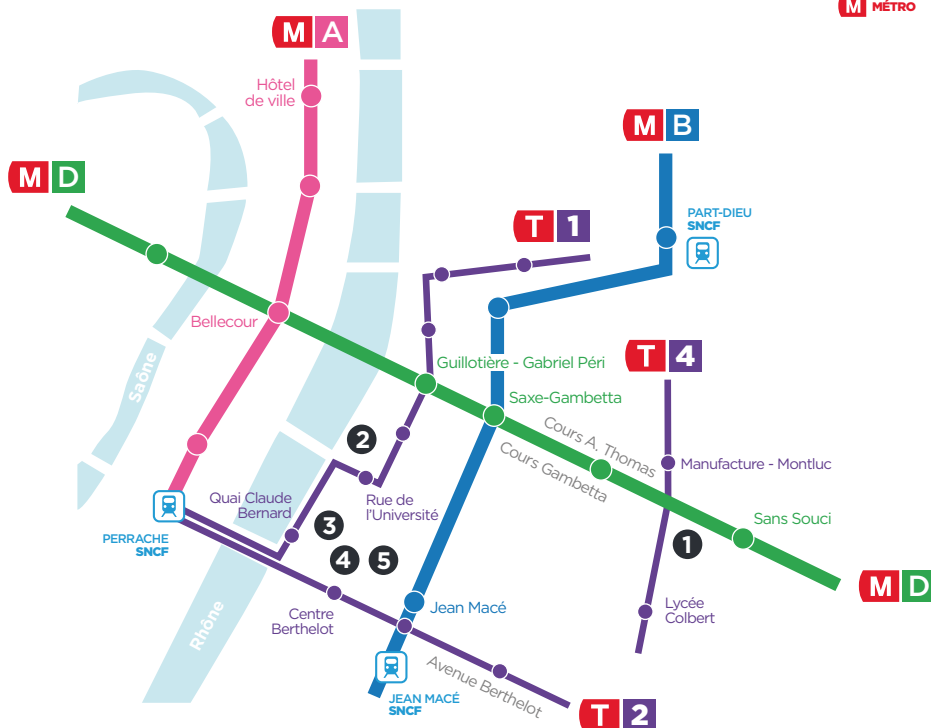 M MÉTRO
M A
Hôtel
de ville
M B
M D
PART-DIEU
SNCF
T 1
Bellecour
Guillotière - Gabriel Péri
T 4
Saône
Saxe-Gambetta
Cours A. Thomas
2
Cours Gambetta
Manufacture - Montluc
Quai Claude
Bernard
Rue de
l'Université
Sans Souci
3
PERRACHE
SNCF
1
4 5
M D
Rhône
Centre
Berthelot
Jean Macé
Lycée
Colbert
Avenue Berthelot
JEAN MACÉ
SNCF
T 2